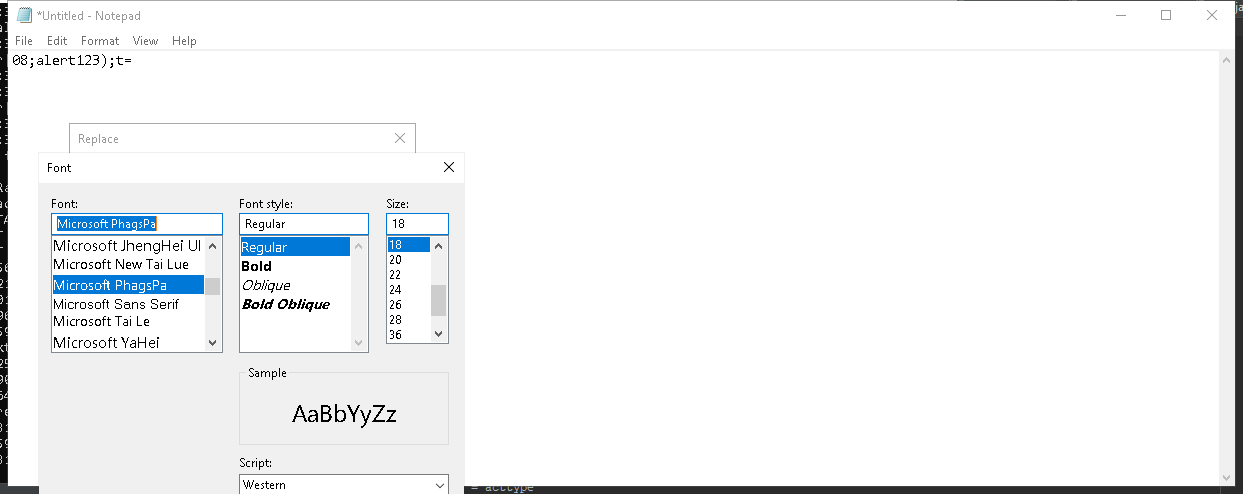 *Untitled - Notepad
File Edit Format View Help
08;alert123);t=
Replace
Font
Font: Font style: Size:
Microsoft PhagsPa Regular 18
Microsoft JhengHei UI
Microsoft New Tai Lue
Microsoft PhagsPa
Microsoft Sans Serif
Microsoft Tai Le
Microsoft YaHei
Regular
Bold
Oblique
Bold Oblique
18
20
22
24
26
28
36
Sample
AaBbYyZz
Script:
Western
= acctype